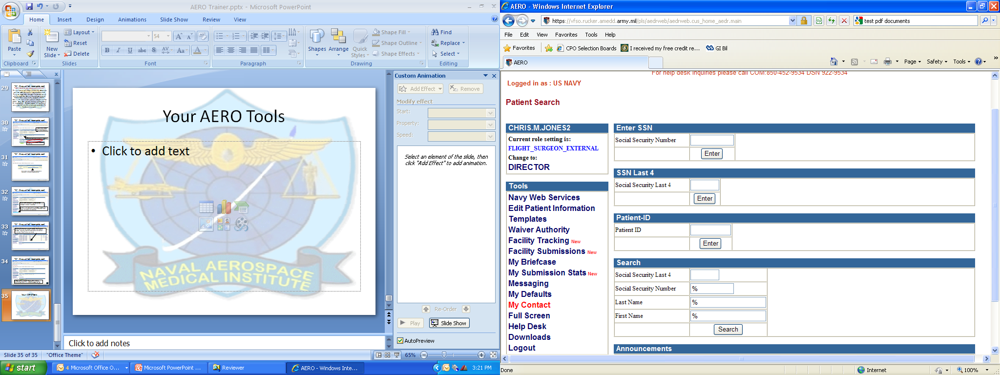 AERO Trainer.pptx - Microsoft PowerPoint
Home Insert Design Animations Slide Show Review View
Paste
New Slide
Layout
Reset
Delete
54
B I U abc S AV Aa A
Shapes Arrange Quick Styles
Shape Fill
Shape Outline
Shape Effects
Find
Replace
Select
Clipboard Slides Font Paragraph Drawing Editing
29
30
31
32
33
34
35
Your AERO Tools
• Click to add text
NAVAL AEROSPACE
MEDICAL INSTITUTE
Click to add notes
Custom Animation
Add Effect Remove
Modify effect
Start:
Property:
Speed:
Select an element of the slide, then
click "Add Effect" to add animation.
Re-Order
Play Slide Show
AutoPreview
Slide 35 of 35 "Office Theme" 65%
start 4 Microsoft Office O... Microsoft PowerPoint ... Reviewer AERO - Windows Inte... 3:21 PM
AERO - Windows Internet Explorer
https://vfso.rucker.amedd.army.mil/pls/aedrweb/aedrweb.cus_home_aedr.main
test pdf documents
File Edit View Favorites Tools Help
Favorites CPO Selection Boards I received my free credit re... GI Bil
AERO
Page Safety Tools
For help desk inquiries please call COM:850-452-9534 DSN 922-9534
Logged in as : US NAVY
Patient Search
CHRIS.M.JONES2
Current role setting is:
FLIGHT_SURGEON_EXTERNAL
Change to:
DIRECTOR
Tools
Navy Web Services
Edit Patient Information
Templates
Waiver Authority
Facility Tracking New
Facility Submissions New
My Briefcase
My Submission Stats New
Messaging
My Defaults
My Contact
Full Screen
Help Desk
Downloads
Logout
Enter SSN
Social Security Number
Enter
SSN Last 4
Social Security Last 4
Enter
Patient-ID
Patient ID
Enter
Search
Social Security Last 4
Social Security Number %
Last Name %
First Name %
Search
Announcements
Done Internet 100%